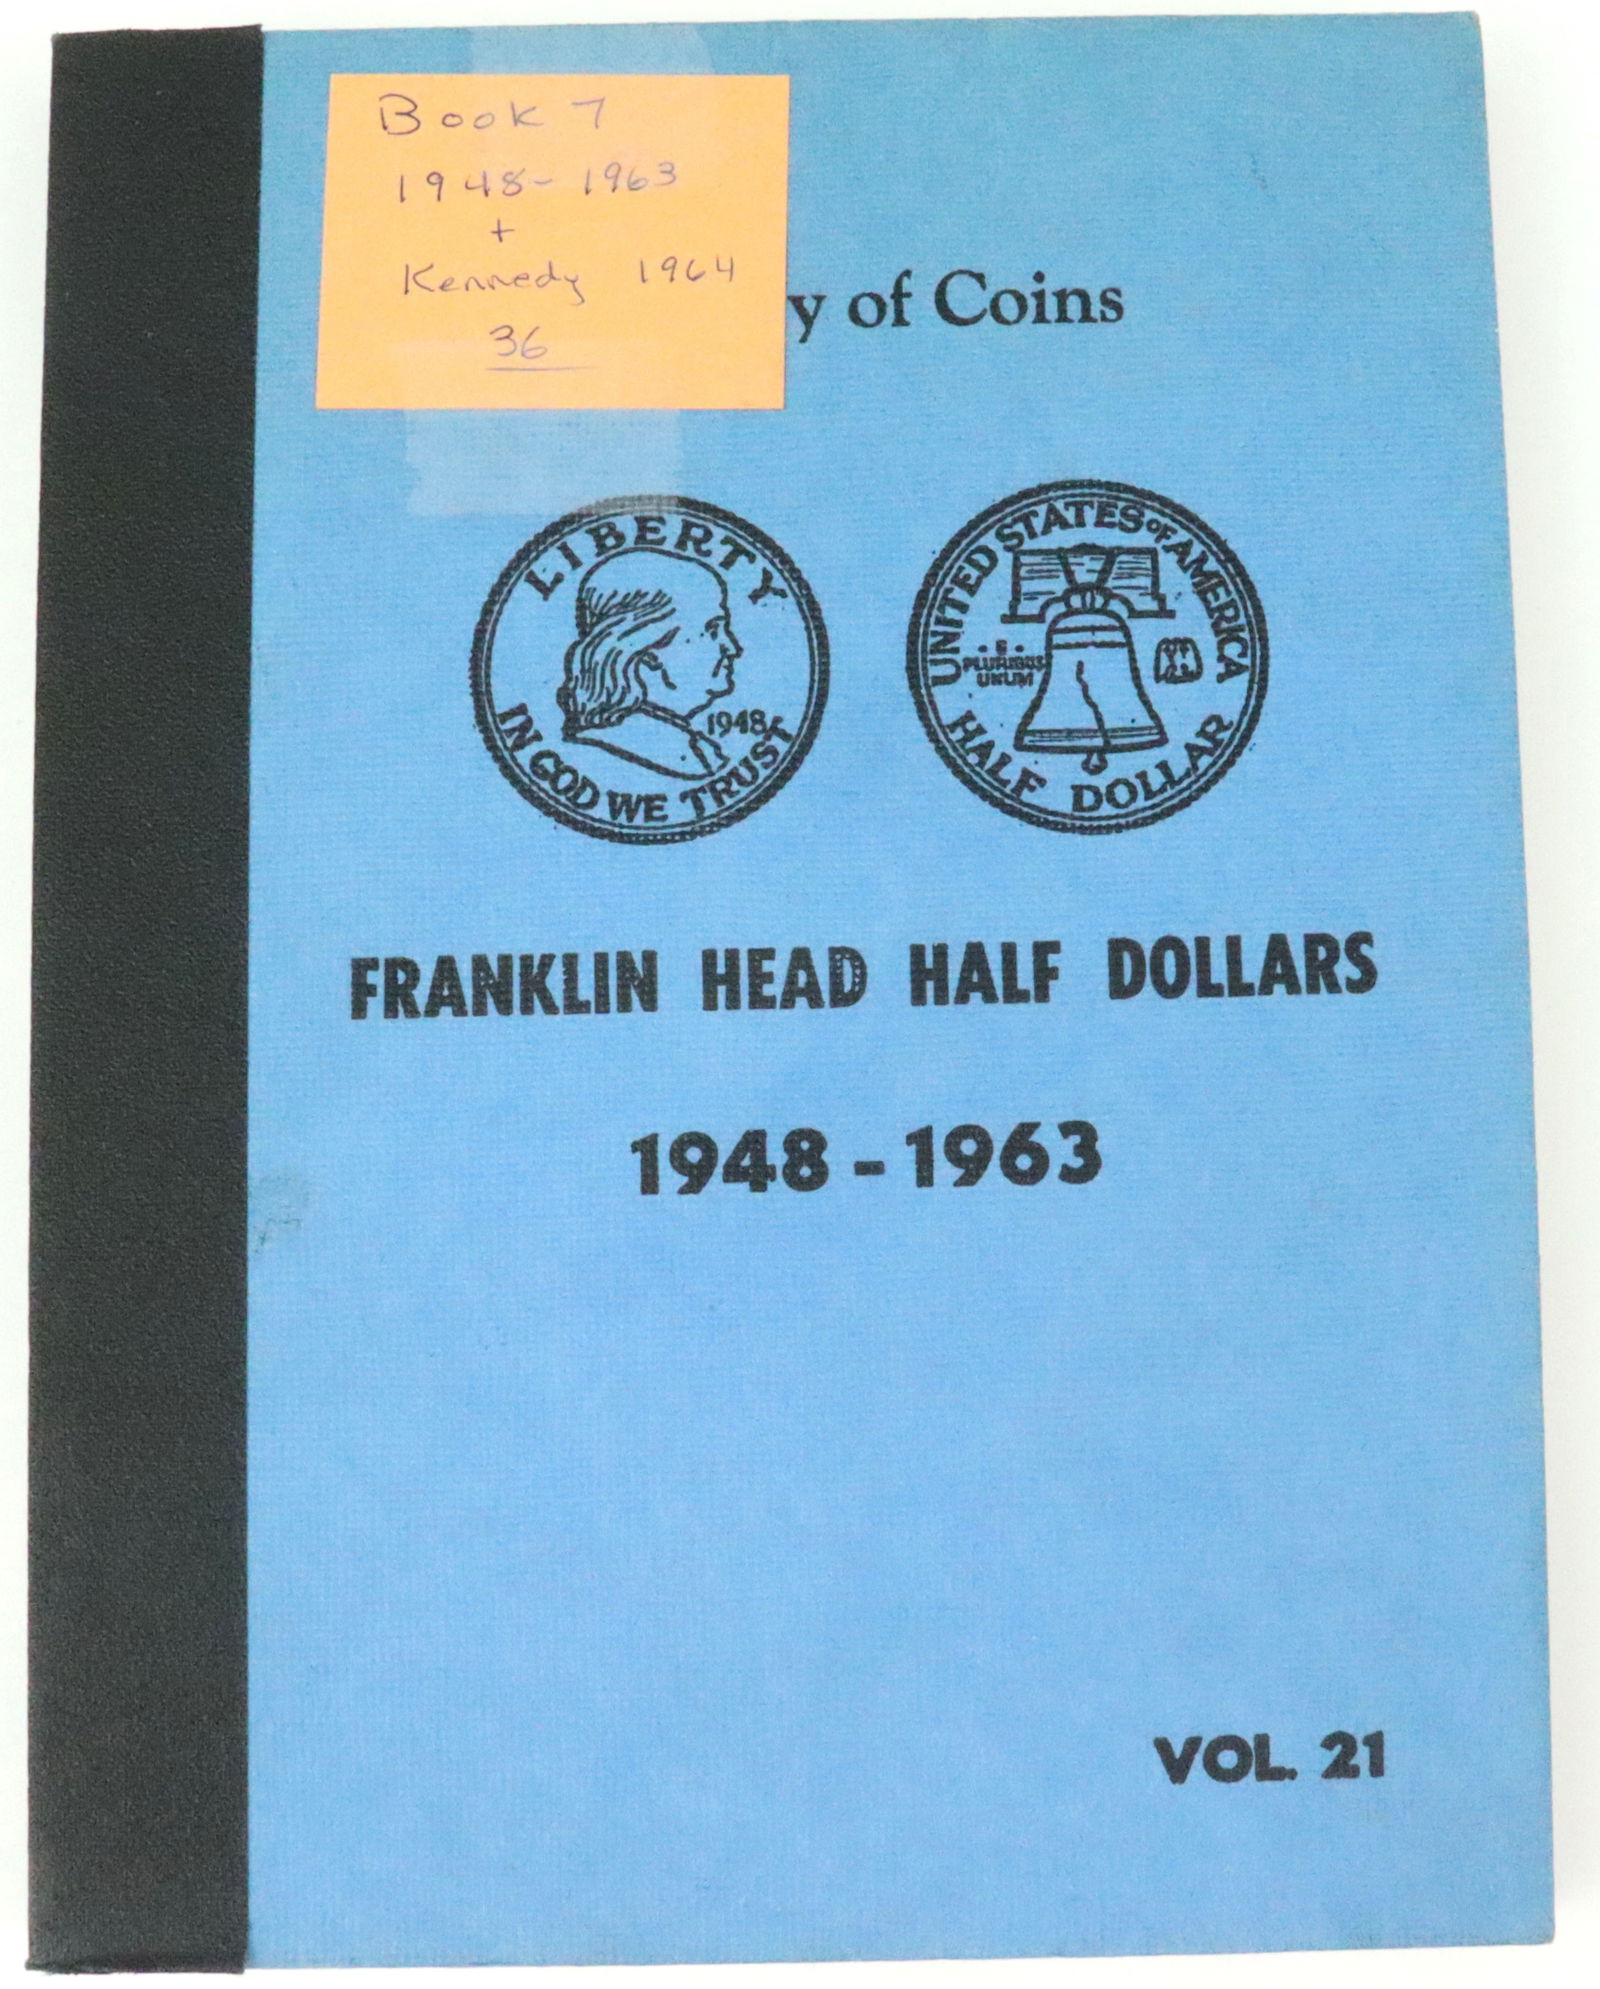 Book 7
1948-1963
+
Kennedy 1964
36
y of Coins
LIBERTY
1948
IN GOD WE TRUST
UNITED STATES OF AMERICA
E
PLURIBUS
UNUM
HALF DOLLAR
FRANKLIN HEAD HALF DOLLARS
1948-1963
VOL. 21